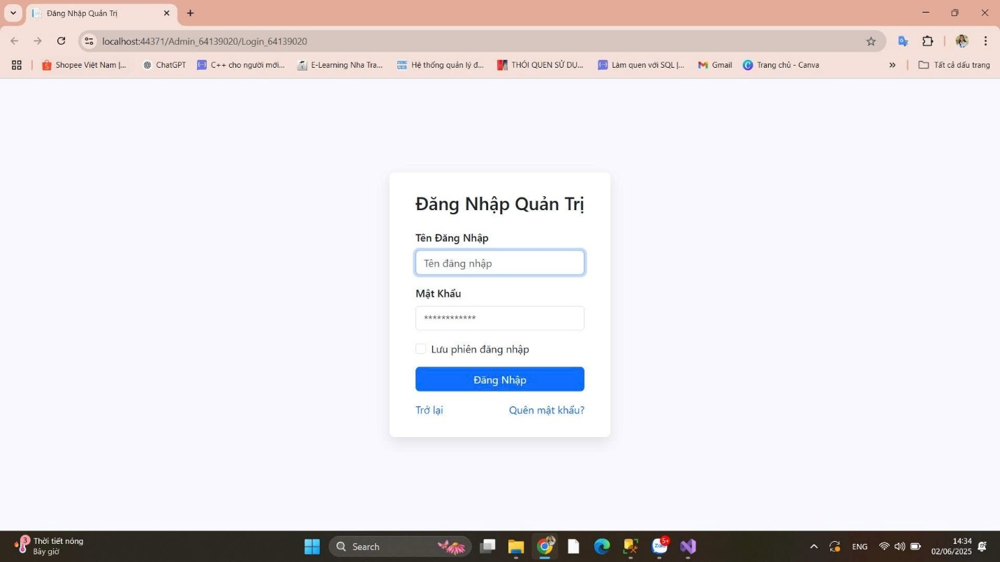 Đăng Nhập Quản Trị
localhost:44371/Admin_64139020/Login_64139020
Shopee Việt Nam |... ChatGPT C++ cho người mới... E-Learning Nha Tra... Hệ thống quản lý đ... THÓI QUEN SỬ DỤ... Làm quen với SQL |... Gmail Trang chủ - Canva » Tất cả dấu trang
Đăng Nhập Quản Trị
Tên Đăng Nhập
Tên đăng nhập
Mật Khẩu
************
Lưu phiên đăng nhập
Đăng Nhập
Trở lại Quên mật khẩu?
3 Thời tiết nóng
Bây giờ
Search
Zalo 5+
ENG
14:34
02/06/2025